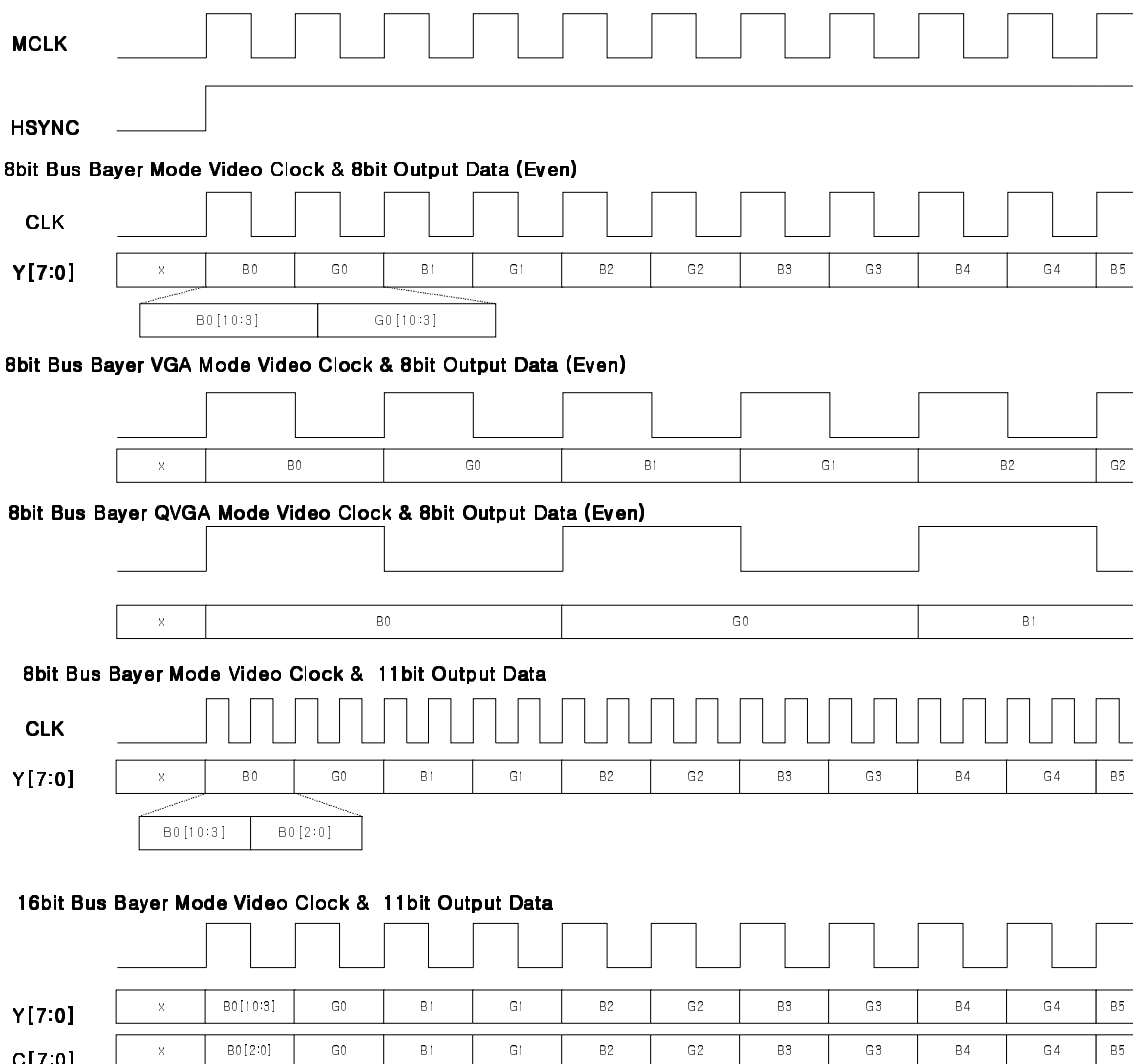 MCLK
HSYNC
8bit Bus Bayer Mode Video Clock & 8bit Output Data (Even)
CLK
Y[7:0] x B0 G0 B1 G1 B2 G2 B3 G3 B4 G4 B5
B0[10:3] G0[10:3]
8bit Bus Bayer VGA Mode Video Clock & 8bit Output Data (Even)
x B0 G0 B1 G1 B2 G2
8bit Bus Bayer QVGA Mode Video Clock & 8bit Output Data (Even)
x B0 G0 B1
8bit Bus Bayer Mode Video Clock & 11bit Output Data
CLK
Y[7:0] x B0 G0 B1 G1 B2 G2 B3 G3 B4 G4 B5
B0[10:3] B0[2:0]
16bit Bus Bayer Mode Video Clock & 11bit Output Data
Y[7:0] x B0[10:3] G0 B1 G1 B2 G2 B3 G3 B4 G4 B5
C[7:0] x B0[2:0] G0 B1 G1 B2 G2 B3 G3 B4 G4 B5